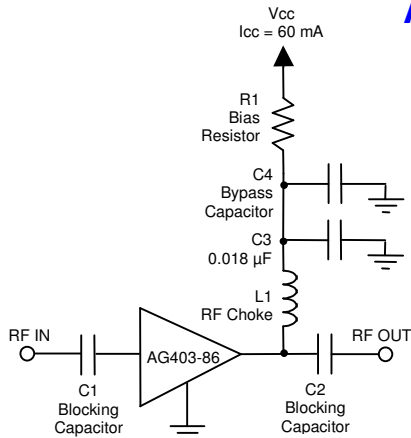 Vcc
Icc = 60 mA
R1
Bias
Resistor
C4
Bypass
Capacitor
C3
0.018 µF
L1
RF Choke
RF IN
AG403-86
RF OUT
C1
Blocking
Capacitor
C2
Blocking
Capacitor